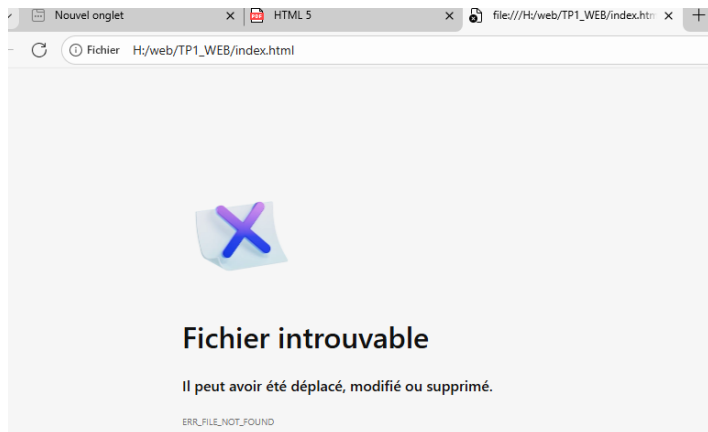 Nouvel onglet
HTML 5
file:///H:/web/TP1_WEB/index.htm
Fichier
H:/web/TP1_WEB/index.html
Fichier introuvable
Il peut avoir été déplacé, modifié ou supprimé.
ERR_FILE_NOT_FOUND